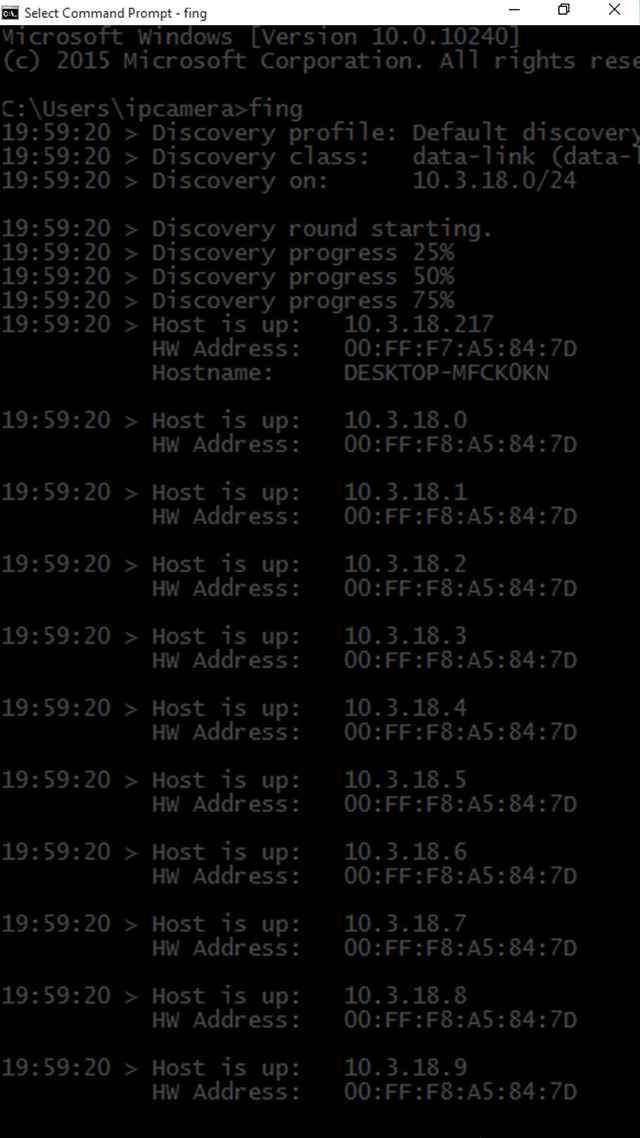 Select Command Prompt - fing
Microsoft Windows [Version 10.0.10240]
(c) 2015 Microsoft Corporation. All rights rese
C:\Users\ipcamera>fing
19:59:20 > Discovery profile: Default discovery
19:59:20 > Discovery class: data-link (data-l
19:59:20 > Discovery on: 10.3.18.0/24
19:59:20 > Discovery round starting.
19:59:20 > Discovery progress 25%
19:59:20 > Discovery progress 50%
19:59:20 > Discovery progress 75%
19:59:20 > Host is up: 10.3.18.217
HW Address: 00:FF:F7:A5:84:7D
Hostname: DESKTOP-MFCK0KN
19:59:20 > Host is up: 10.3.18.0
HW Address: 00:FF:F8:A5:84:7D
19:59:20 > Host is up: 10.3.18.1
HW Address: 00:FF:F8:A5:84:7D
19:59:20 > Host is up: 10.3.18.2
HW Address: 00:FF:F8:A5:84:7D
19:59:20 > Host is up: 10.3.18.3
HW Address: 00:FF:F8:A5:84:7D
19:59:20 > Host is up: 10.3.18.4
HW Address: 00:FF:F8:A5:84:7D
19:59:20 > Host is up: 10.3.18.5
HW Address: 00:FF:F8:A5:84:7D
19:59:20 > Host is up: 10.3.18.6
HW Address: 00:FF:F8:A5:84:7D
19:59:20 > Host is up: 10.3.18.7
HW Address: 00:FF:F8:A5:84:7D
19:59:20 > Host is up: 10.3.18.8
HW Address: 00:FF:F8:A5:84:7D
19:59:20 > Host is up: 10.3.18.9
HW Address: 00:FF:F8:A5:84:7D